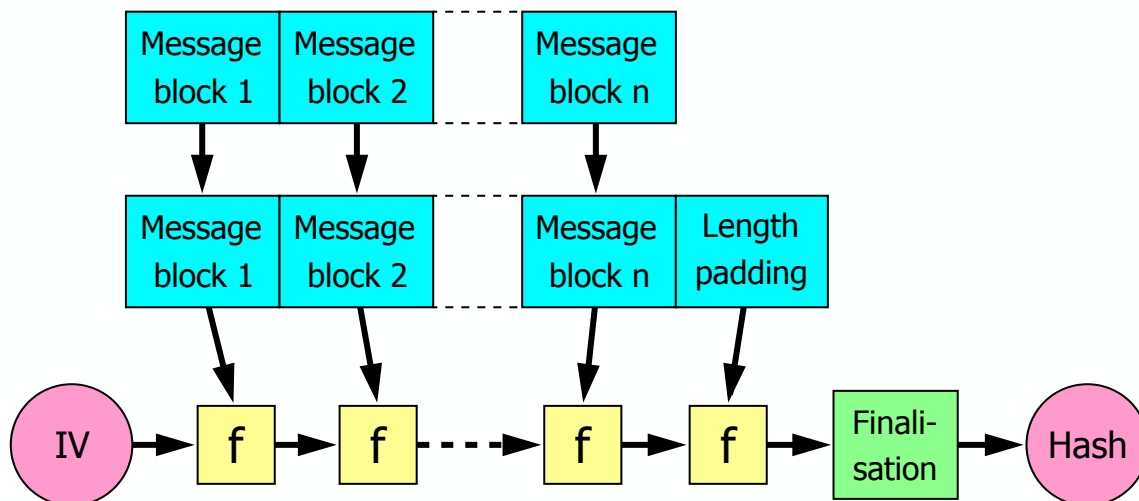 Message
block 1
Message
block 2
Message
block n
Message
block 1
Message
block 2
Message
block n
Length
padding
IV
f
f
f
f
Finali-
sation
Hash